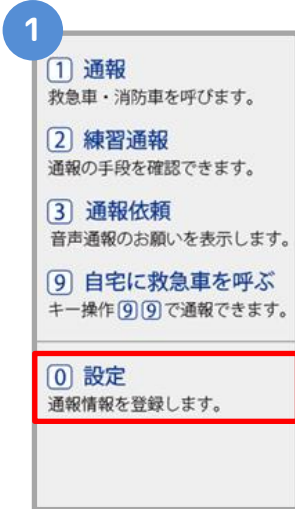 1
1 通報
救急車・消防車を呼びます。
2 練習通報
通報の手段を確認できます。
3 通報依頼
音声通報のお願いを表示します。
9 自宅に救急車を呼ぶ
キー操作99で通報できます。
0 設定
通報情報を登録します。